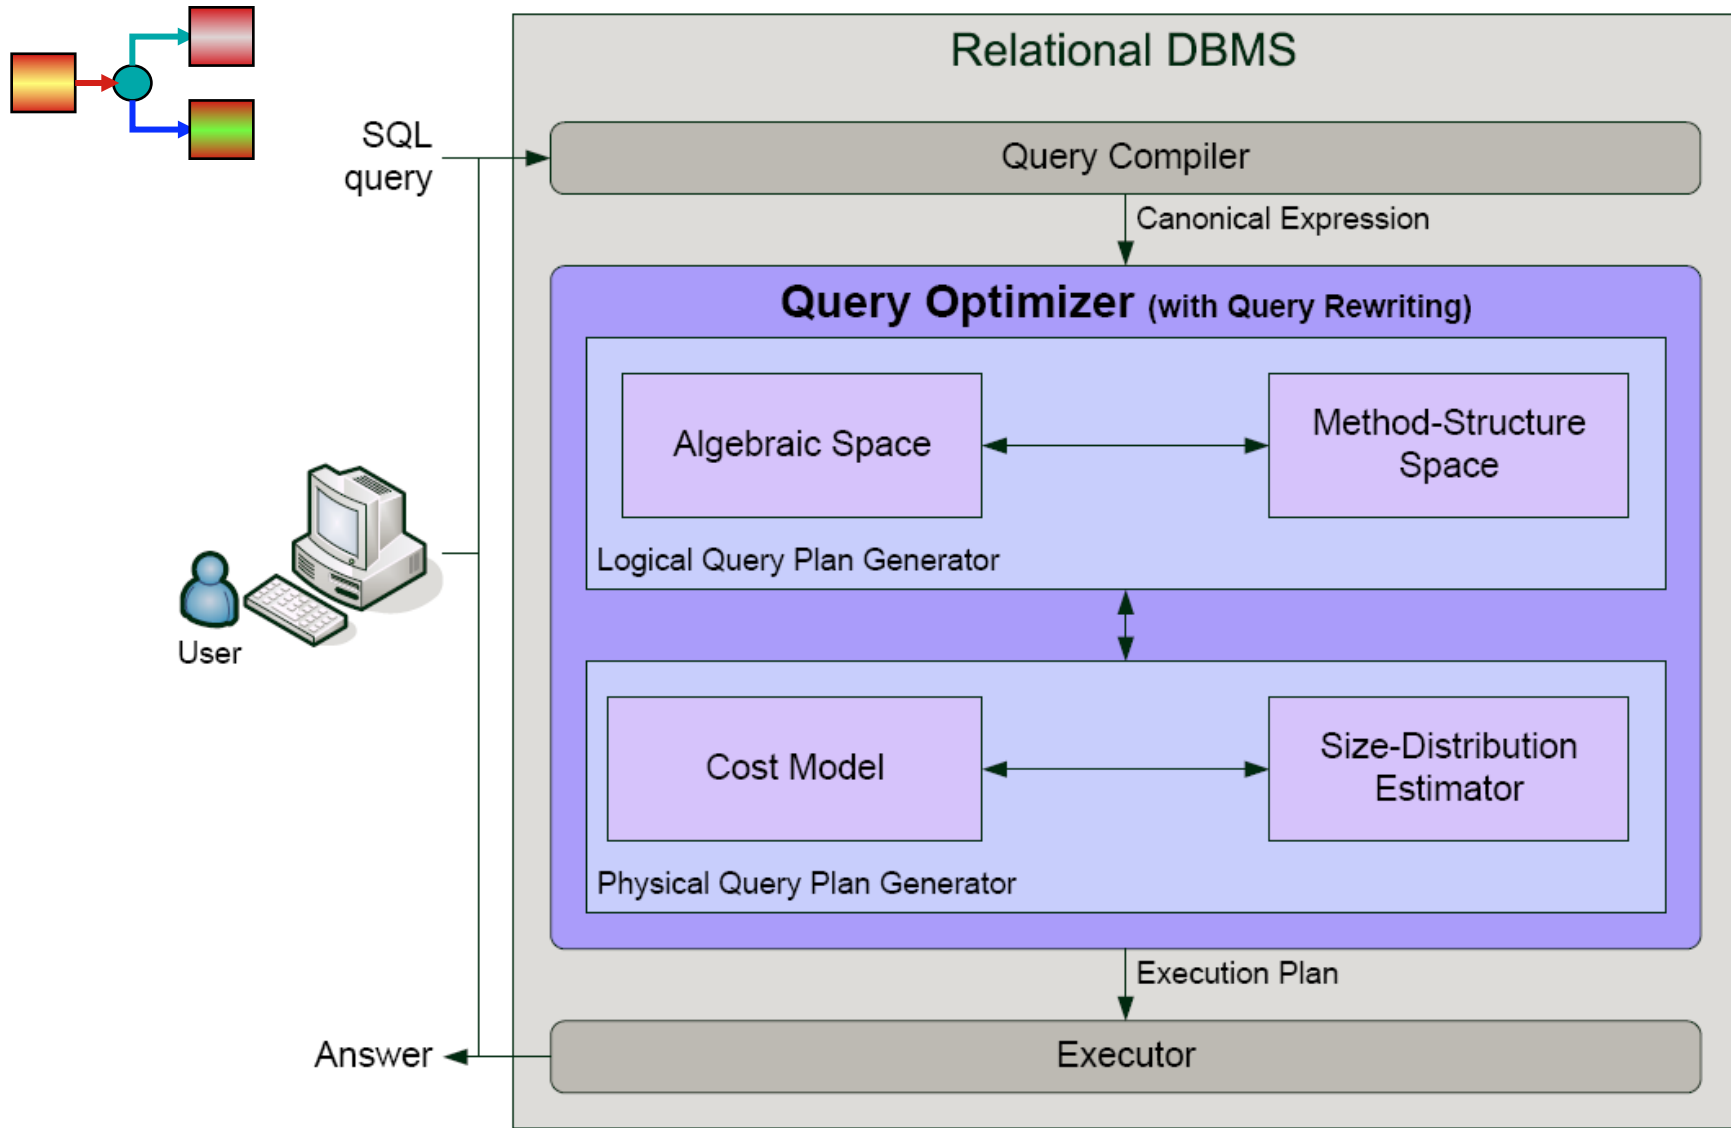 Relational DBMS
SQL
query
Query Compiler
Canonical Expression
Query Optimizer (with Query Rewriting)
Algebraic Space
Method-Structure
Space
Logical Query Plan Generator
User
Cost Model
Size-Distribution
Estimator
Physical Query Plan Generator
Execution Plan
Answer
Executor